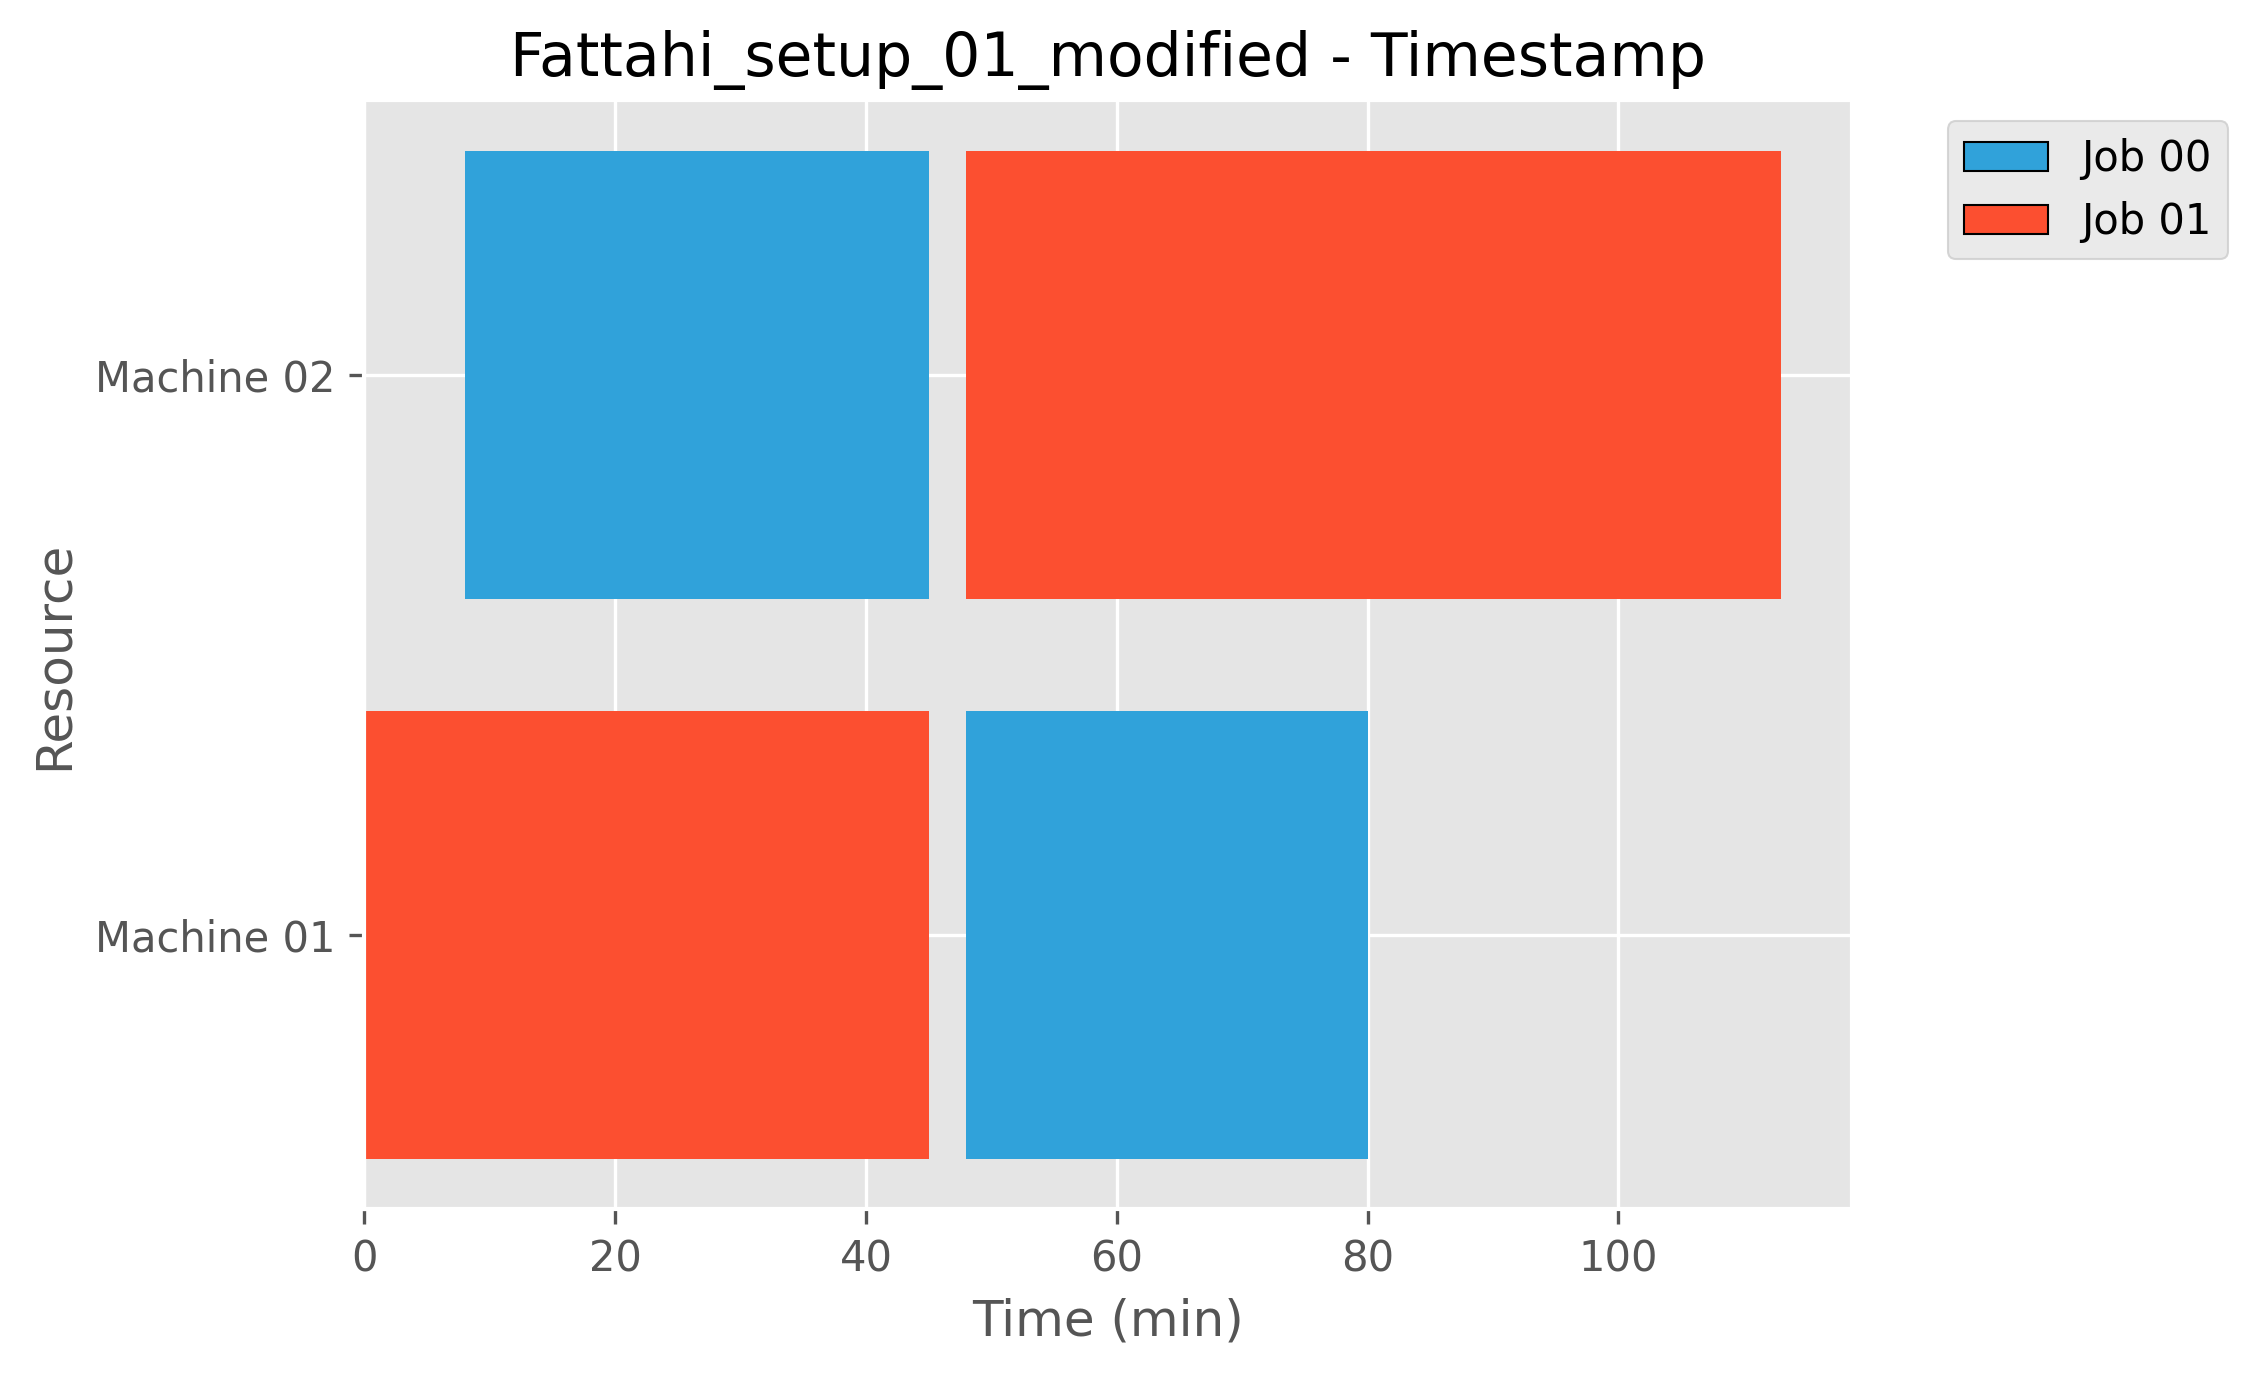 Fattahi_setup_01_modified - Timestamp
Job 00
Job 01
Machine 02
Machine 01
Resource
0 20 40 60 80 100
Time (min)